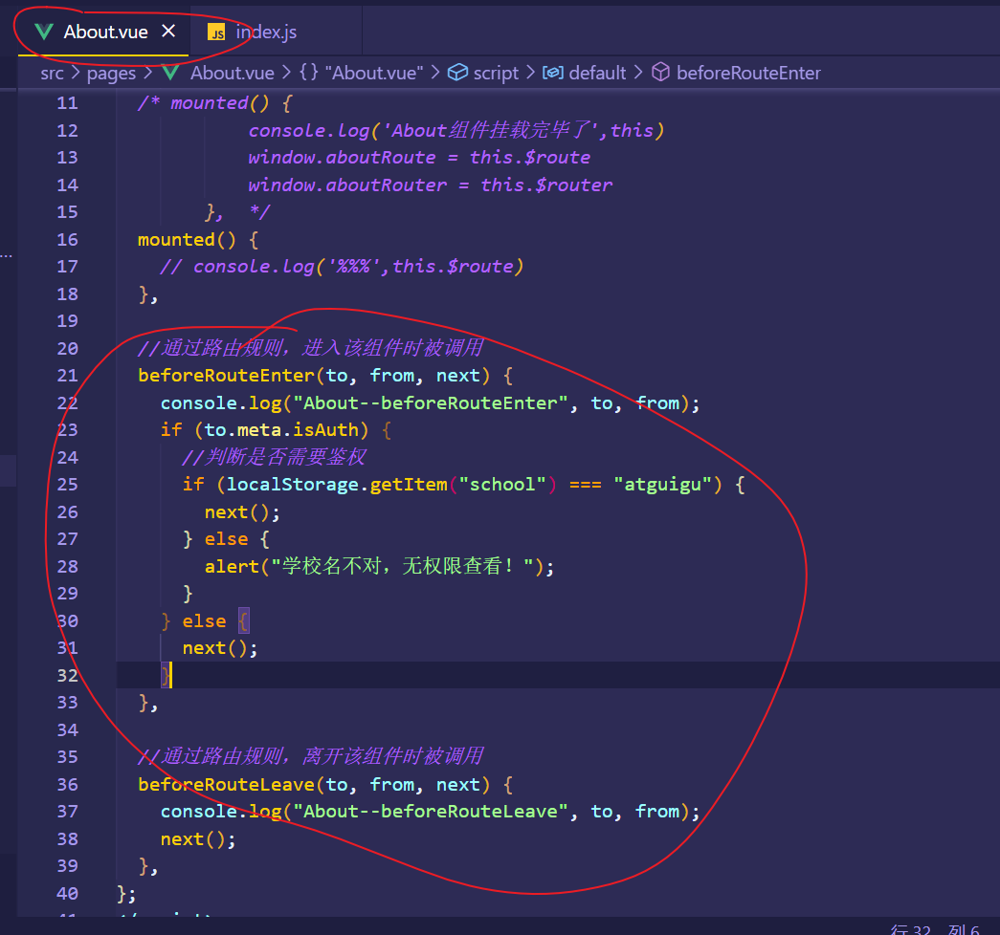 About.vue ✕ JS index.js
src > pages > About.vue > {} "About.vue" > script > default > beforeRouteEnter
11 /* mounted() {
12 console.log('About组件挂载完毕了',this)
13 window.aboutRoute = this.$route
14 window.aboutRouter = this.$router
15 }, */
16 mounted() {
17 // console.log('%%%',this.$route)
18 },
19
20 //通过路由规则，进入该组件时被调用
21 beforeRouteEnter(to, from, next) {
22 console.log("About--beforeRouteEnter", to, from);
23 if (to.meta.isAuth) {
24 //判断是否需要鉴权
25 if (localStorage.getItem("school") === "atguigu") {
26 next();
27 } else {
28 alert("学校名不对，无权限查看！");
29 }
30 } else {
31 next();
32 }
33 },
34
35 //通过路由规则，离开该组件时被调用
36 beforeRouteLeave(to, from, next) {
37 console.log("About--beforeRouteLeave", to, from);
38 next();
39 },
40 };
行 32，列 6